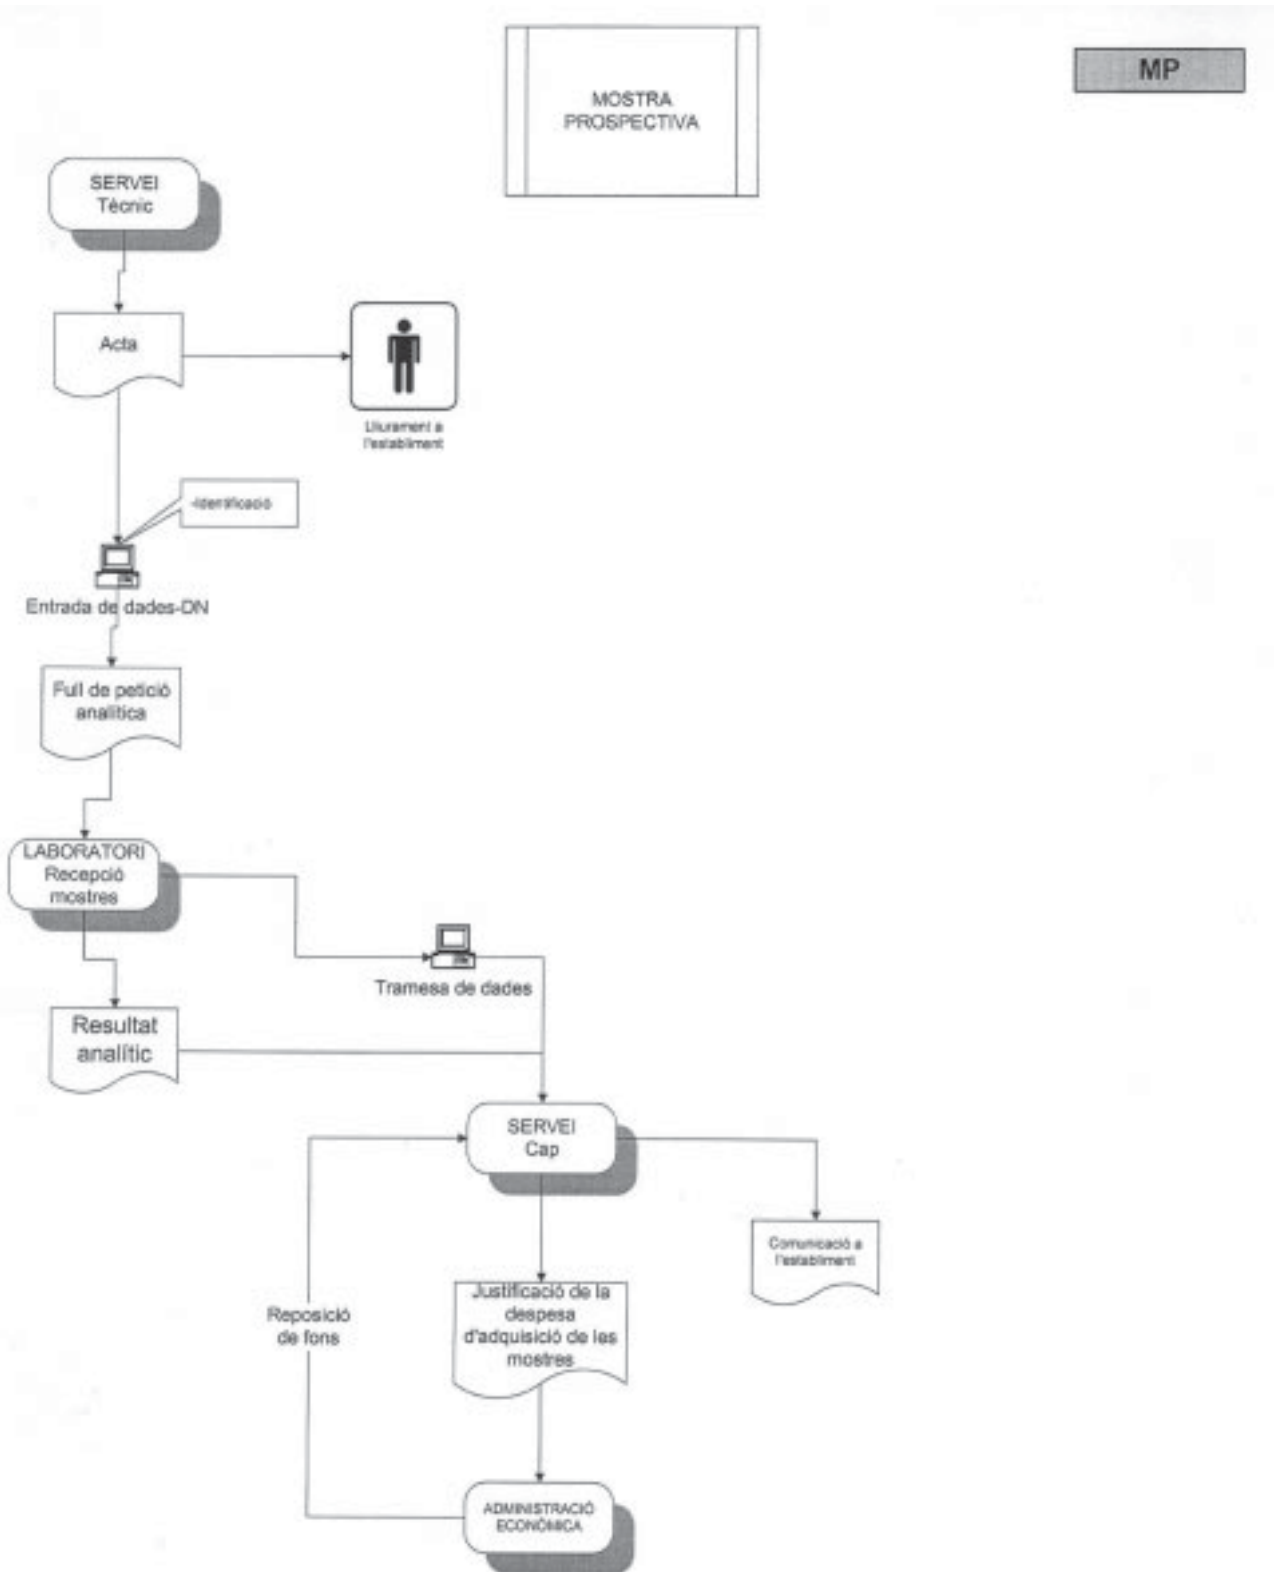 MP
MOSTRA
PROSPECTIVA
SERVEI
Tècnic
Acta
Lliurament a
l'establiment
-Identificació
Entrada de dades-DN
Full de petició
analítica
LABORATORI
Recepció
mostres
Tramesa de dades
Resultat
analític
SERVEI
Cap
Comunicació a
l'establiment
Justificació de la
despesa
d'adquisició de les
mostres
Reposició
de fons
ADMINISTRACIÓ
ECONÒMICA